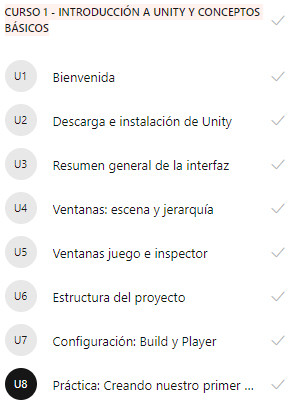 CURSO 1 - INTRODUCCIÓN A UNITY Y CONCEPTOS
BÁSICOS
U1 Bienvenida
U2 Descarga e instalación de Unity
U3 Resumen general de la interfaz
U4 Ventanas: escena y jerarquía
U5 Ventanas juego e inspector
U6 Estructura del proyecto
U7 Configuración: Build y Player
U8 Práctica: Creando nuestro primer ...